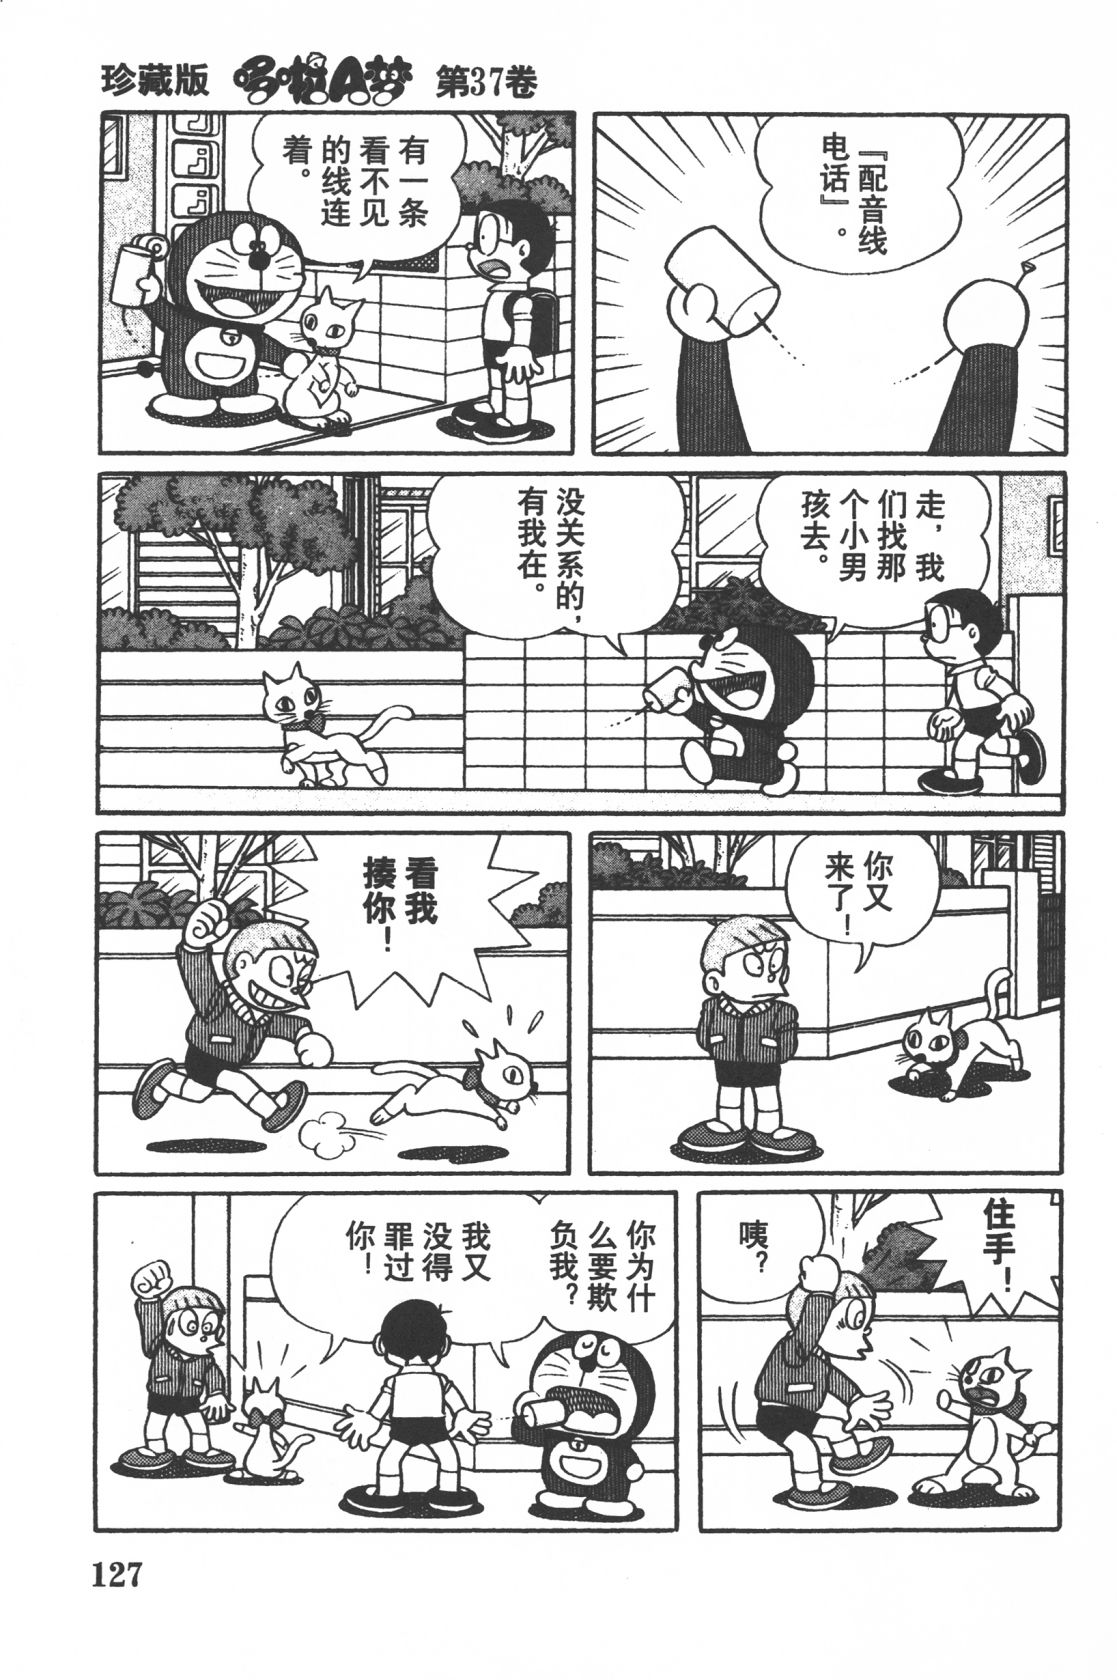 珍藏版 哆啦A梦 第37卷
『配音线
电话』。
有一条
看不见
的线连
着。
走，我
们找那
个小男
孩去。
没关系的，
有我在。
你又
来了！
看我
揍你！
住手！
咦？
你为什
么要欺
负我？
我又
没得
罪过
你！
127